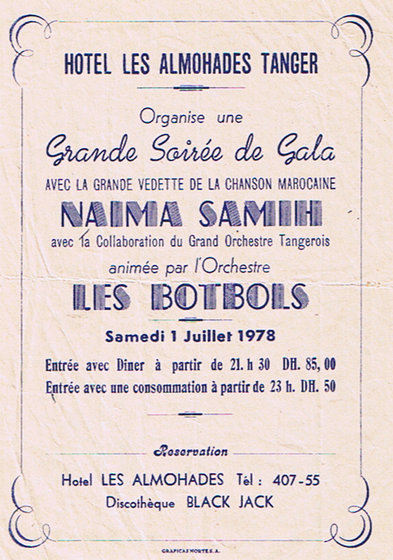 HOTEL LES ALMOHADES TANGER
Organise une
Grande Soirée de Gala
AVEC LA GRANDE VEDETTE DE LA CHANSON MAROCAINE
NAIMA SAMIH
avec la Collaboration du Grand Orchestre Tangerois
animée par l'Orchestre
LES BOTBOLS
Samedi 1 Juillet 1978
Entrée avec Dîner à partir de 21. h 30 DH. 85,00
Entrée avec une consommation à partir de 23 h. DH. 50
Reservation
Hotel LES ALMOHADES Tél : 407-55
Discothèque BLACK JACK
GRAFICAS NORTE S. A.